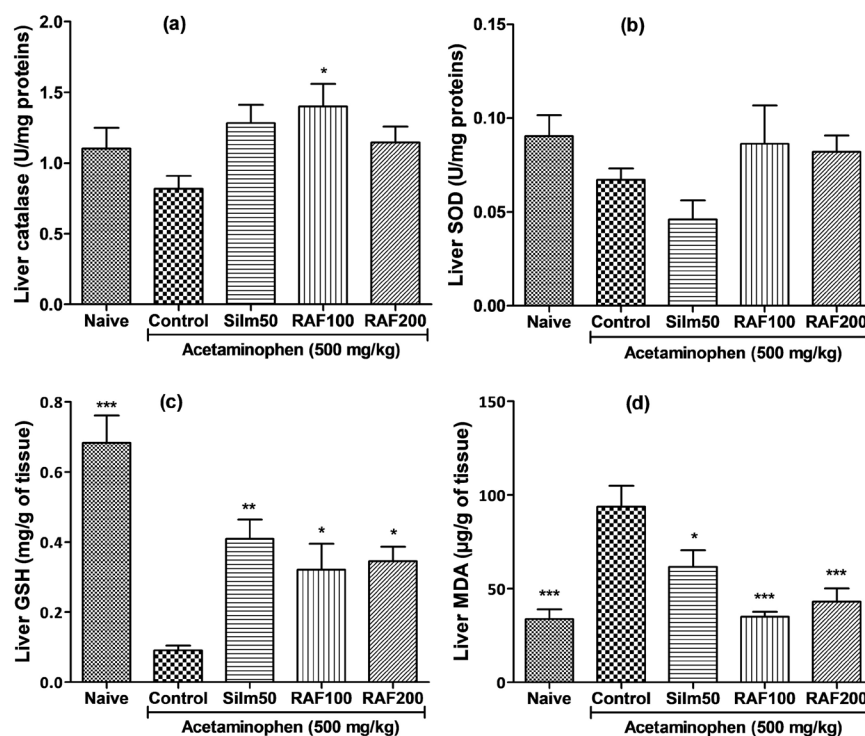 (a)
Liver catalase (U/mg proteins)
2.0
1.5
1.0
0.5
0.0
*
Naive Control Silm50 RAF100 RAF200
Acetaminophen (500 mg/kg)
(b)
Liver SOD (U/mg proteins)
0.15
0.10
0.05
0.00
Naive Control Silm50 RAF100 RAF200
Acetaminophen (500 mg/kg)
(c)
Liver GSH (mg/g of tissue)
0.8
0.6
0.4
0.2
0.0
*** ** * *
Naive Control Silm50 RAF100 RAF200
Acetaminophen (500 mg/kg)
(d)
Liver MDA (µg/g of tissue)
150
100
50
0
*** * *** ***
Naive Control Silm50 RAF100 RAF200
Acetaminophen (500 mg/kg)